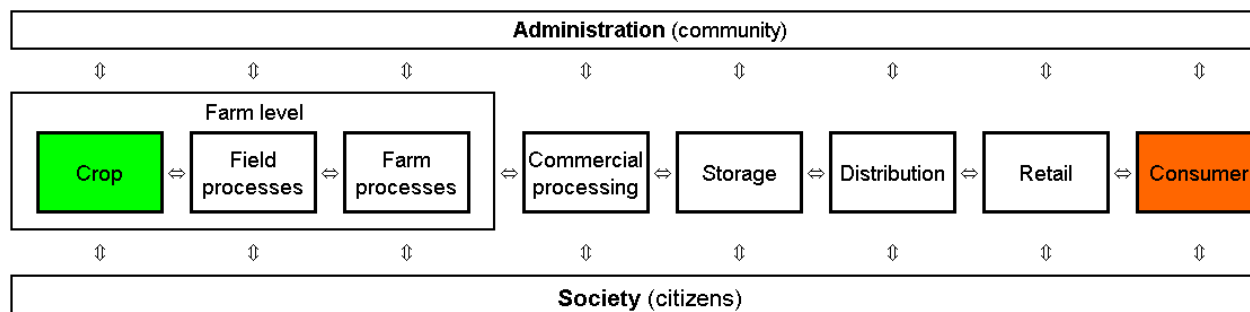 Administration (community)
Farm level
Crop
Field
processes
Farm
processes
Commercial
processing
Storage
Distribution
Retail
Consumer
Society (citizens)